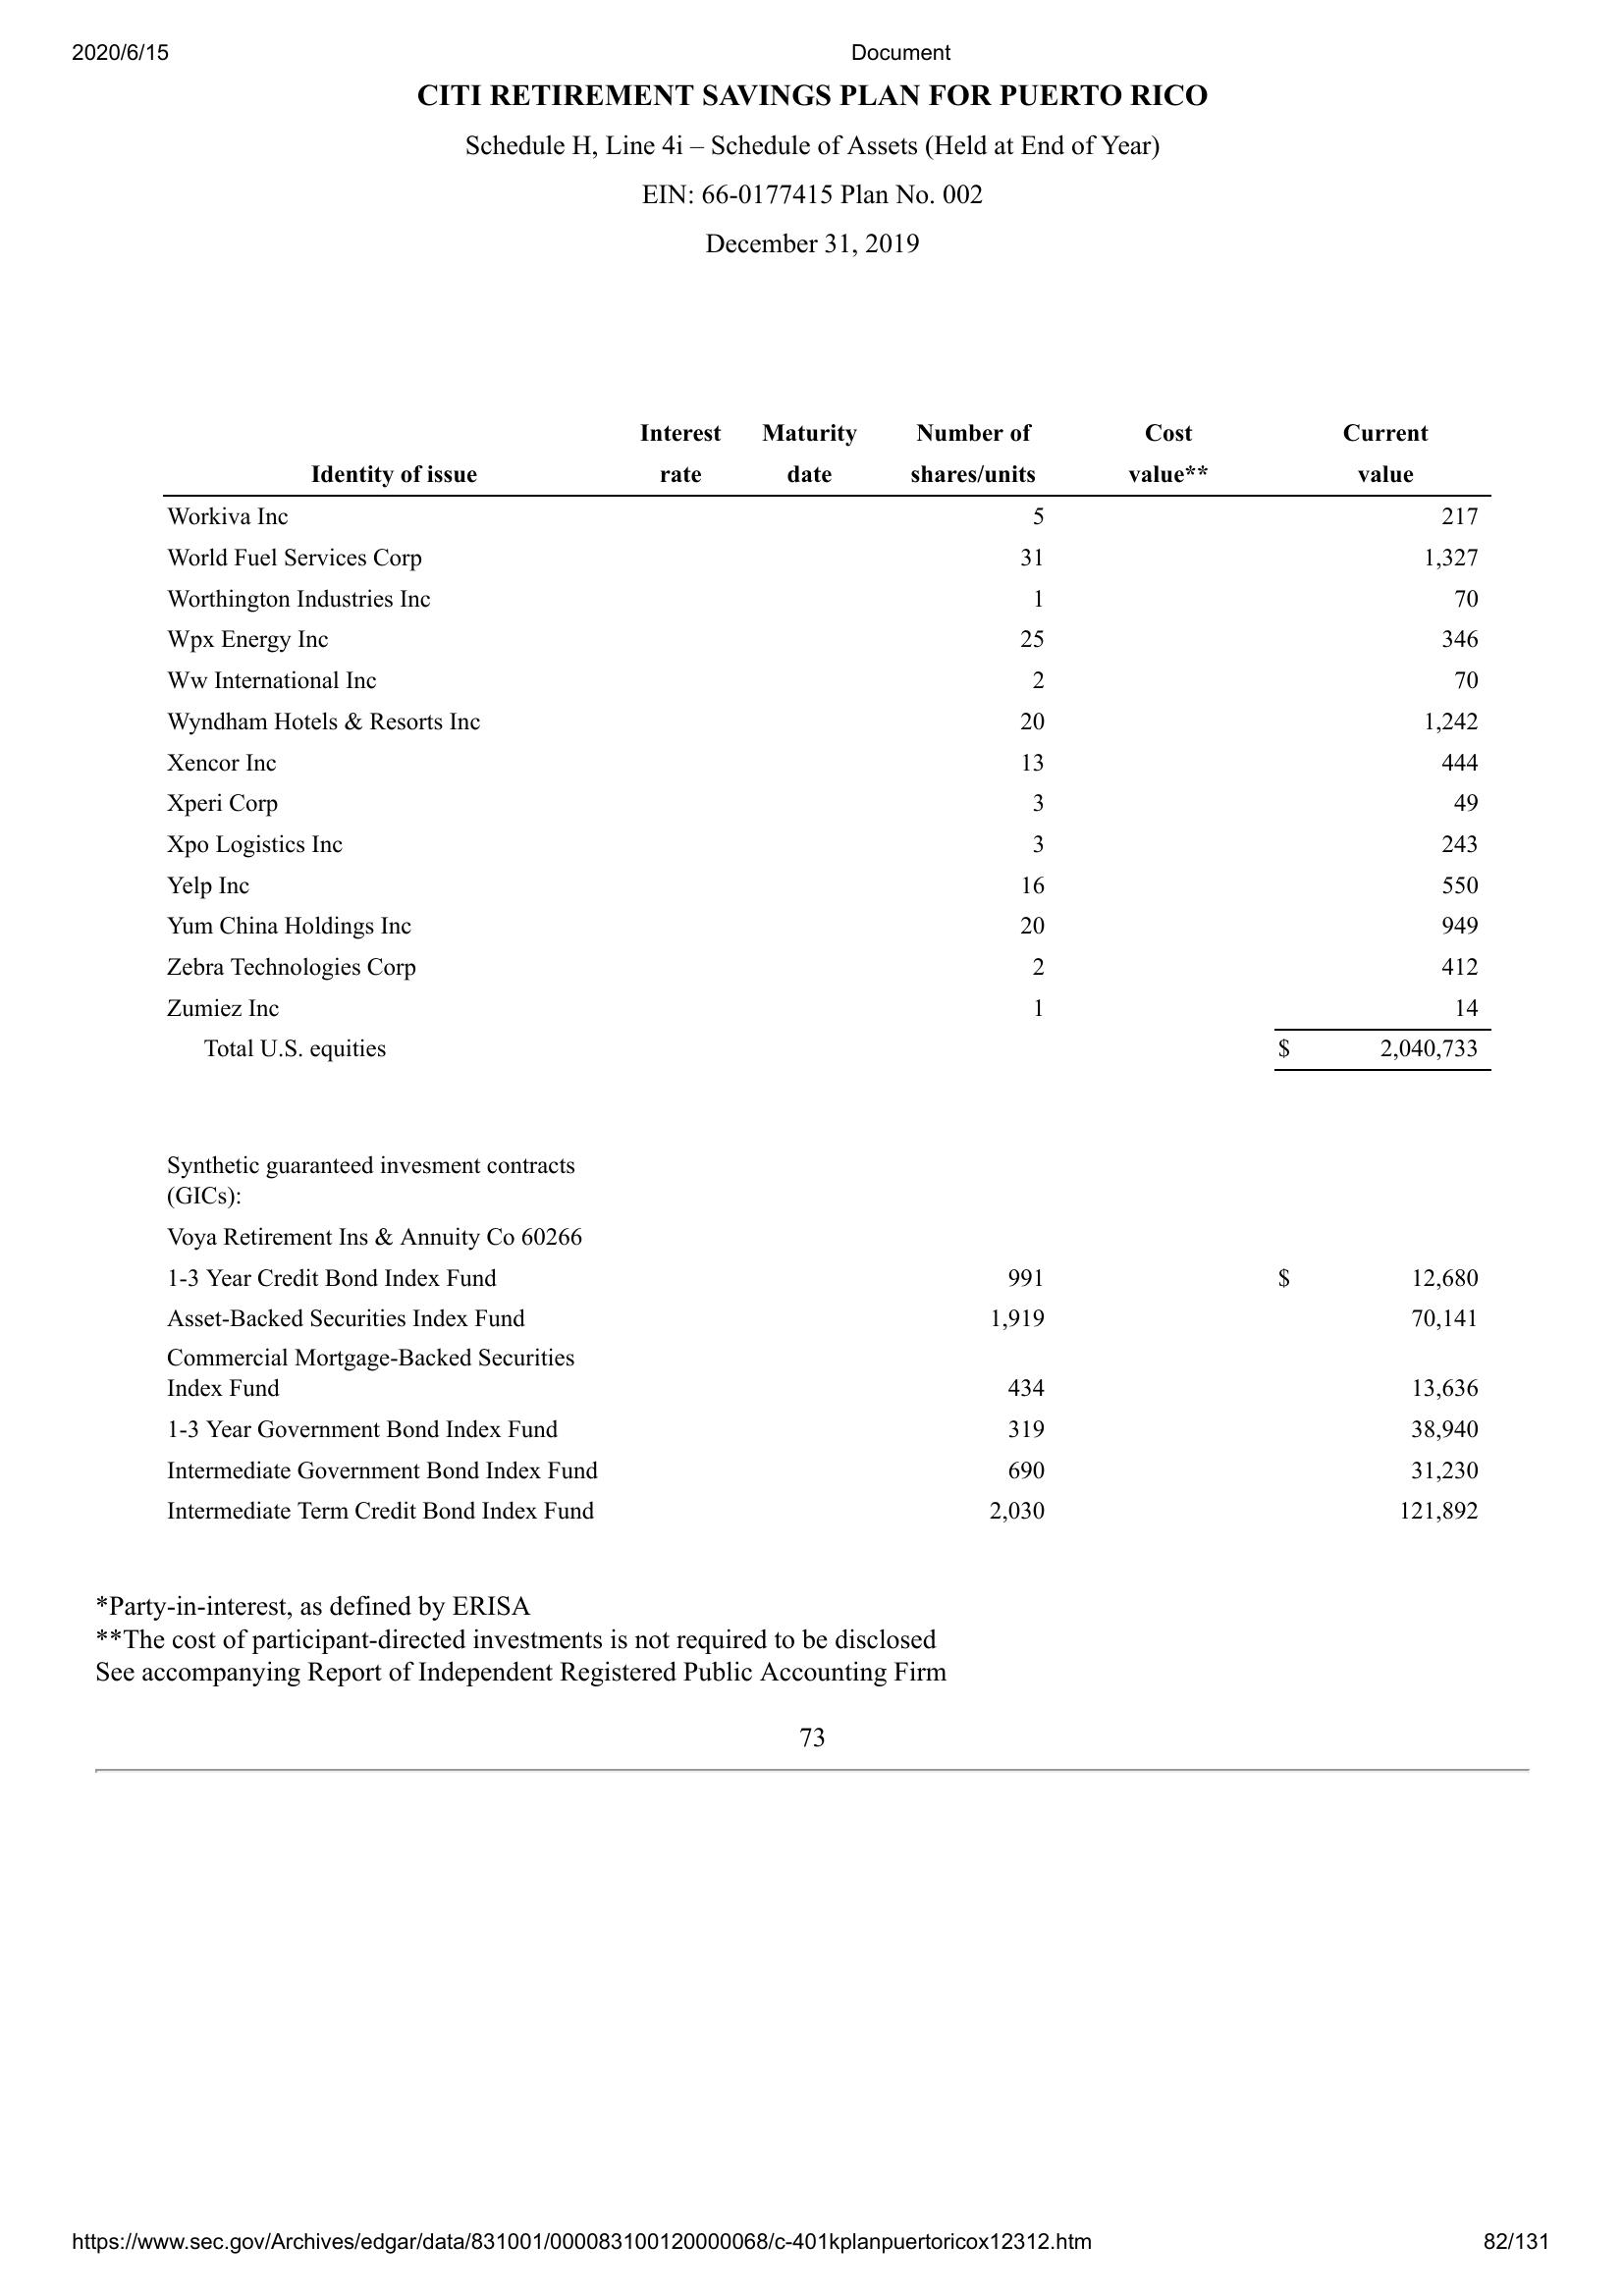 2020/6/15 Document
CITI RETIREMENT SAVINGS PLAN FOR PUERTO RICO
Schedule H, Line 4i – Schedule of Assets (Held at End of Year)
EIN: 66-0177415 Plan No. 002
December 31, 2019
Interest Maturity Number of Cost Current
Identity of issue rate date shares/units value** value
Workiva Inc 5 217
World Fuel Services Corp 31 1,327
Worthington Industries Inc 1 70
Wpx Energy Inc 25 346
Ww International Inc 2 70
Wyndham Hotels & Resorts Inc 20 1,242
Xencor Inc 13 444
Xperi Corp 3 49
Xpo Logistics Inc 3 243
Yelp Inc 16 550
Yum China Holdings Inc 20 949
Zebra Technologies Corp 2 412
Zumiez Inc 1 14
Total U.S. equities $ 2,040,733
Synthetic guaranteed invesment contracts
(GICs):
Voya Retirement Ins & Annuity Co 60266
1-3 Year Credit Bond Index Fund 991 $ 12,680
Asset-Backed Securities Index Fund 1,919 70,141
Commercial Mortgage-Backed Securities
Index Fund 434 13,636
1-3 Year Government Bond Index Fund 319 38,940
Intermediate Government Bond Index Fund 690 31,230
Intermediate Term Credit Bond Index Fund 2,030 121,892
*Party-in-interest, as defined by ERISA
**The cost of participant-directed investments is not required to be disclosed
See accompanying Report of Independent Registered Public Accounting Firm
73
https://www.sec.gov/Archives/edgar/data/831001/000083100120000068/c-401kplanpuertoricox12312.htm 82/131